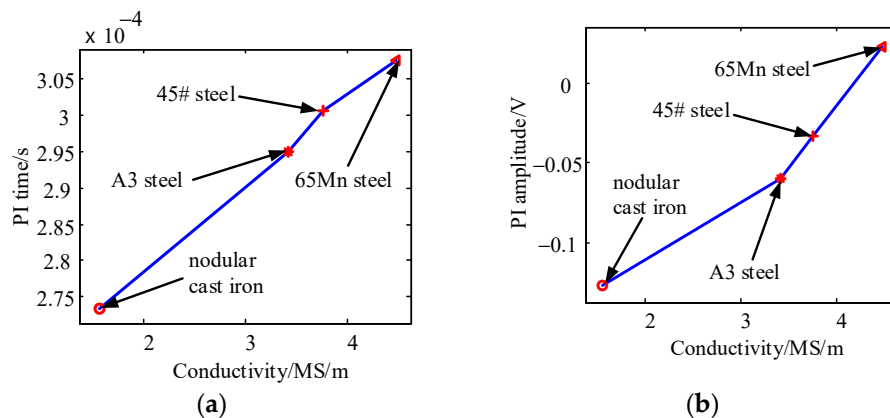 × 10⁻⁴
3.05
3
2.95
2.9
2.85
2.8
2.75
PI time/s
45# steel
A3 steel
65Mn steel
nodular
cast iron
2
3
4
Conductivity/MS/m
(a)
0
−0.05
−0.1
PI amplitude/V
65Mn steel
45# steel
nodular
cast iron
A3 steel
2
3
4
Conductivity/MS/m
(b)